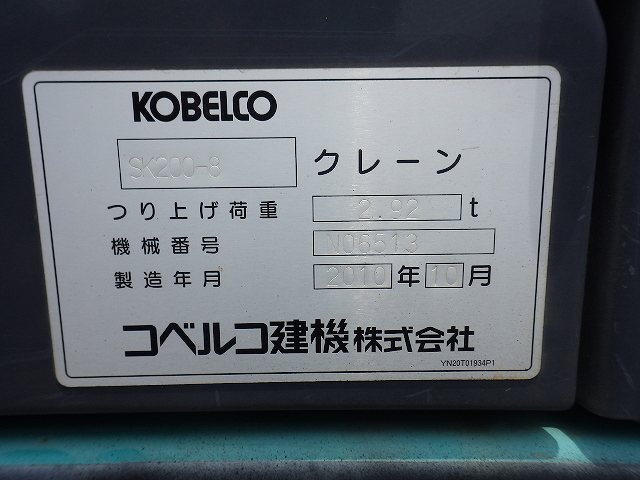 KOBELCO
SK200-8 クレーン
つり上げ荷重 2.92 t
機械番号 N06513
製造年月 2010 年 10 月
コベルコ建機株式会社
YN20T01934P1